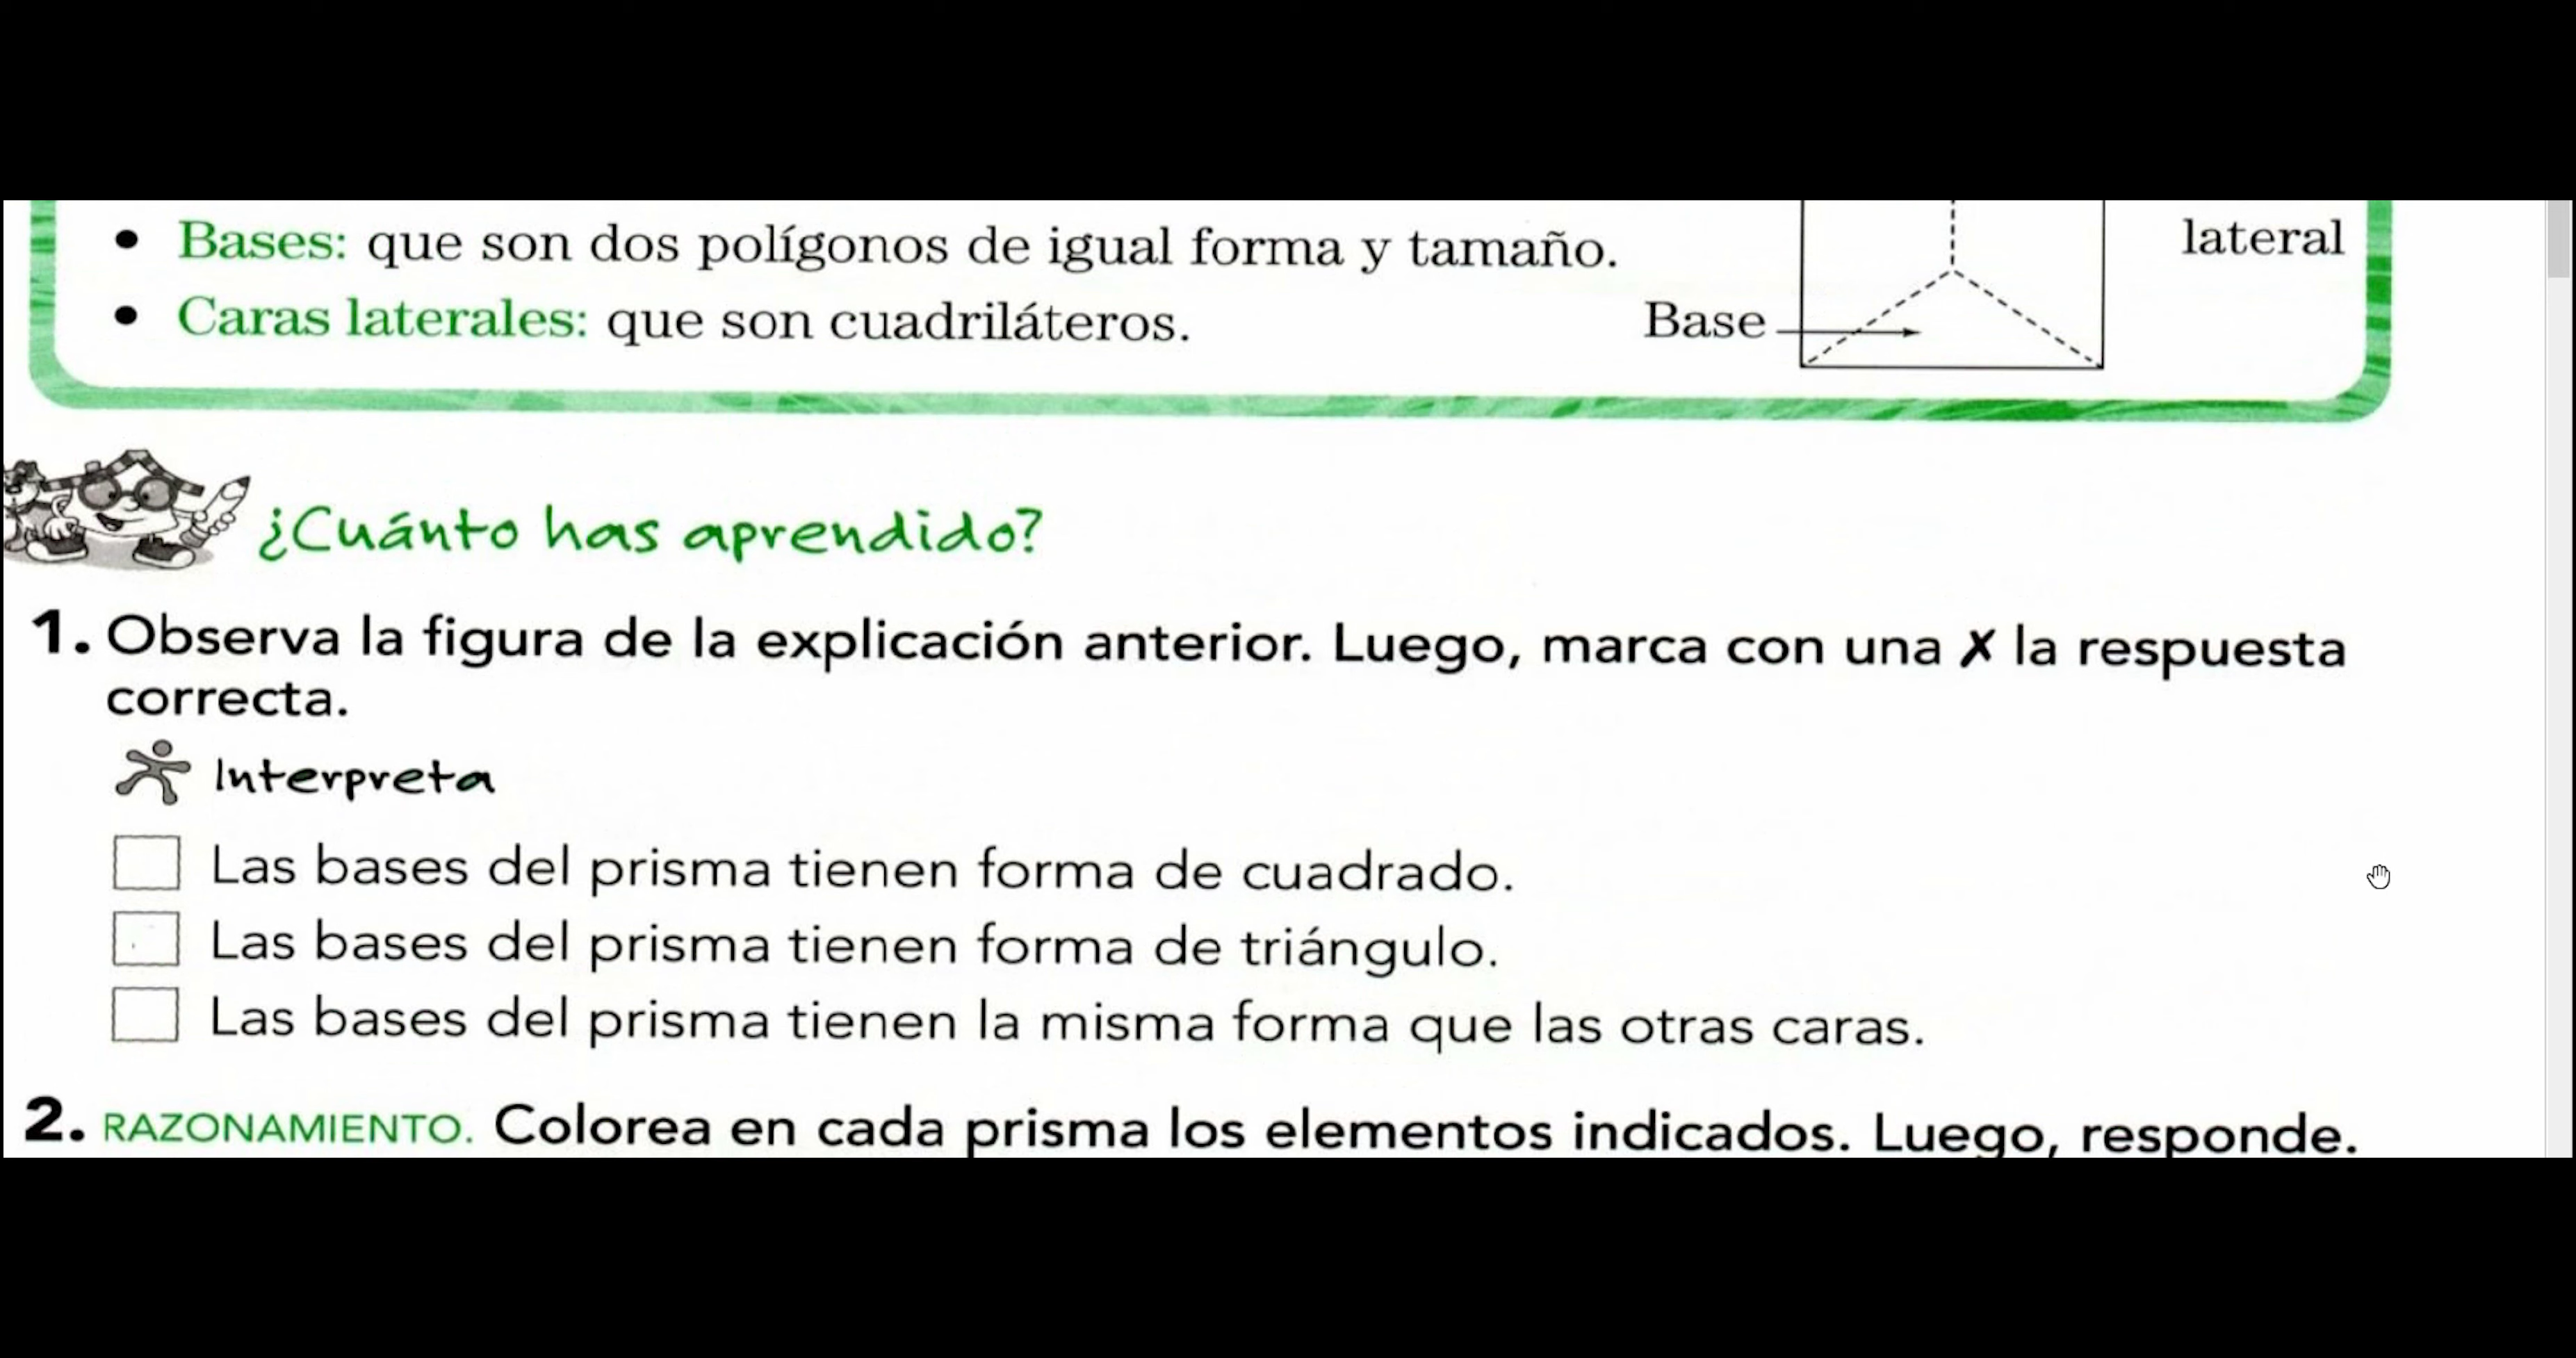 • Bases: que son dos polígonos de igual forma y tamaño.
lateral
• Caras laterales: que son cuadriláteros.
Base
¿Cuánto has aprendido?
1. Observa la figura de la explicación anterior. Luego, marca con una ✗ la respuesta
correcta.
Interpreta
Las bases del prisma tienen forma de cuadrado.
Las bases del prisma tienen forma de triángulo.
Las bases del prisma tienen la misma forma que las otras caras.
2. RAZONAMIENTO. Colorea en cada prisma los elementos indicados. Luego, responde.